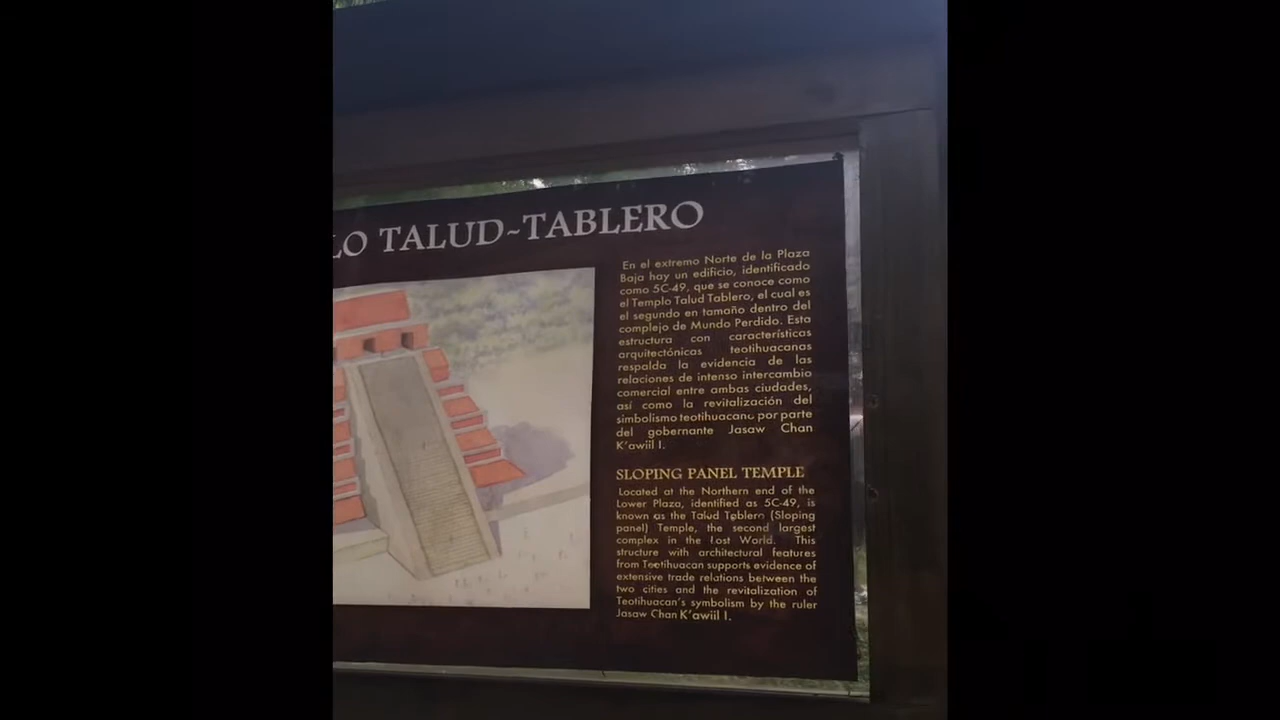 LO TALUD~TABLERO
En el extremo Norte de la Plaza
Baja hay un edificio, identificado
como 5C-49, que se conoce como
el Templo Talud Tablero, el cual es
el segundo en tamaño dentro del
complejo de Mundo Perdido. Esta
estructura con características
arquitectónicas teotihuacanas
respalda la evidencia de las
relaciones de intenso intercambio
comercial entre ambas ciudades,
así como la revitalización del
simbolismo teotihuacano por parte
del gobernante Jasaw Chan
K'awiil I.
SLOPING PANEL TEMPLE
Located at the Northern end of the
Lower Plaza, identified as 5C-49, is
known as the Talud Tablero (Sloping
panel) Temple, the second largest
complex in the Lost World. This
structure with architectural features
from Teotihuacan supports evidence of
extensive trade relations between the
two cities and the revitalization of
Teotihuacan's symbolism by the ruler
Jasaw Chan K'awiil I.